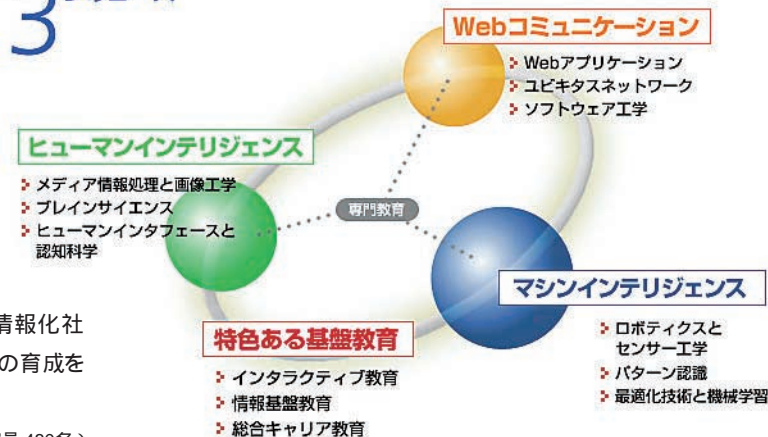 3
Webコミュニケーション
Webアプリケーション
ユビキタスネットワーク
ソフトウェア工学
ヒューマンインテリジェンス
メディア情報処理と画像工学
ブレインサイエンス
ヒューマンインタフェースと
認知科学
専門教育
マシンインテリジェンス
ロボティクスと
センサー工学
パターン認識
最適化技術と機械学習
情報化社
の育成を
特色ある基盤教育
インタラクティブ教育
情報基盤教育
総合キャリア教育